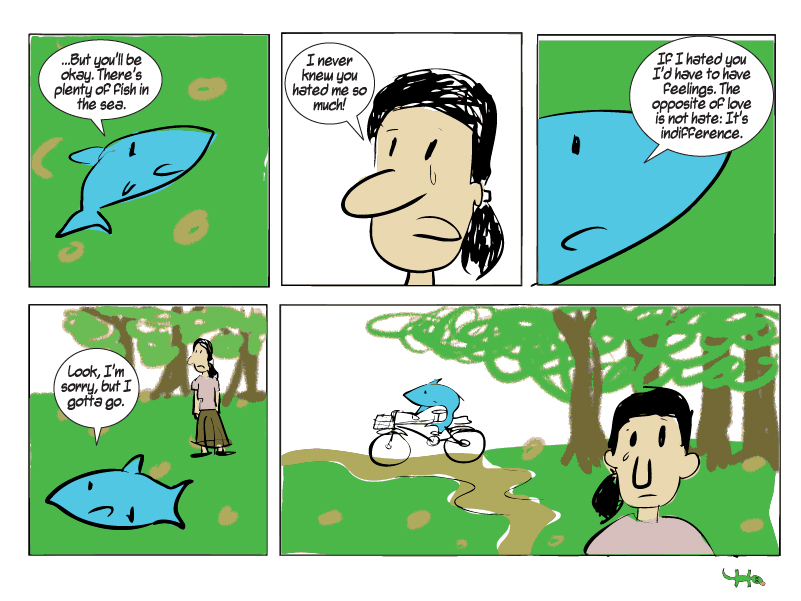 ...But you'll be
okay. There's
plenty of fish in
the sea.
I never
knew you
hated me so
much!
If I hated you
I'd have to have
feelings. The
opposite of love
is not hate: It's
indifference.
Look, I'm
sorry, but I
gotta go.